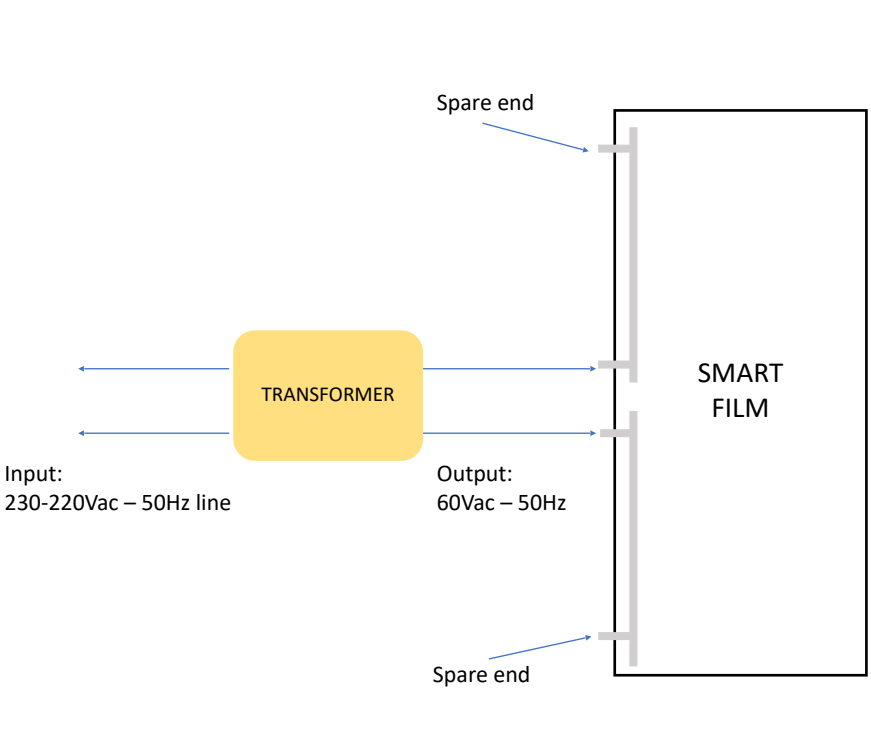 Spare end
SMART
FILM
TRANSFORMER
Input:
230-220Vac – 50Hz line
Output:
60Vac – 50Hz
Spare end